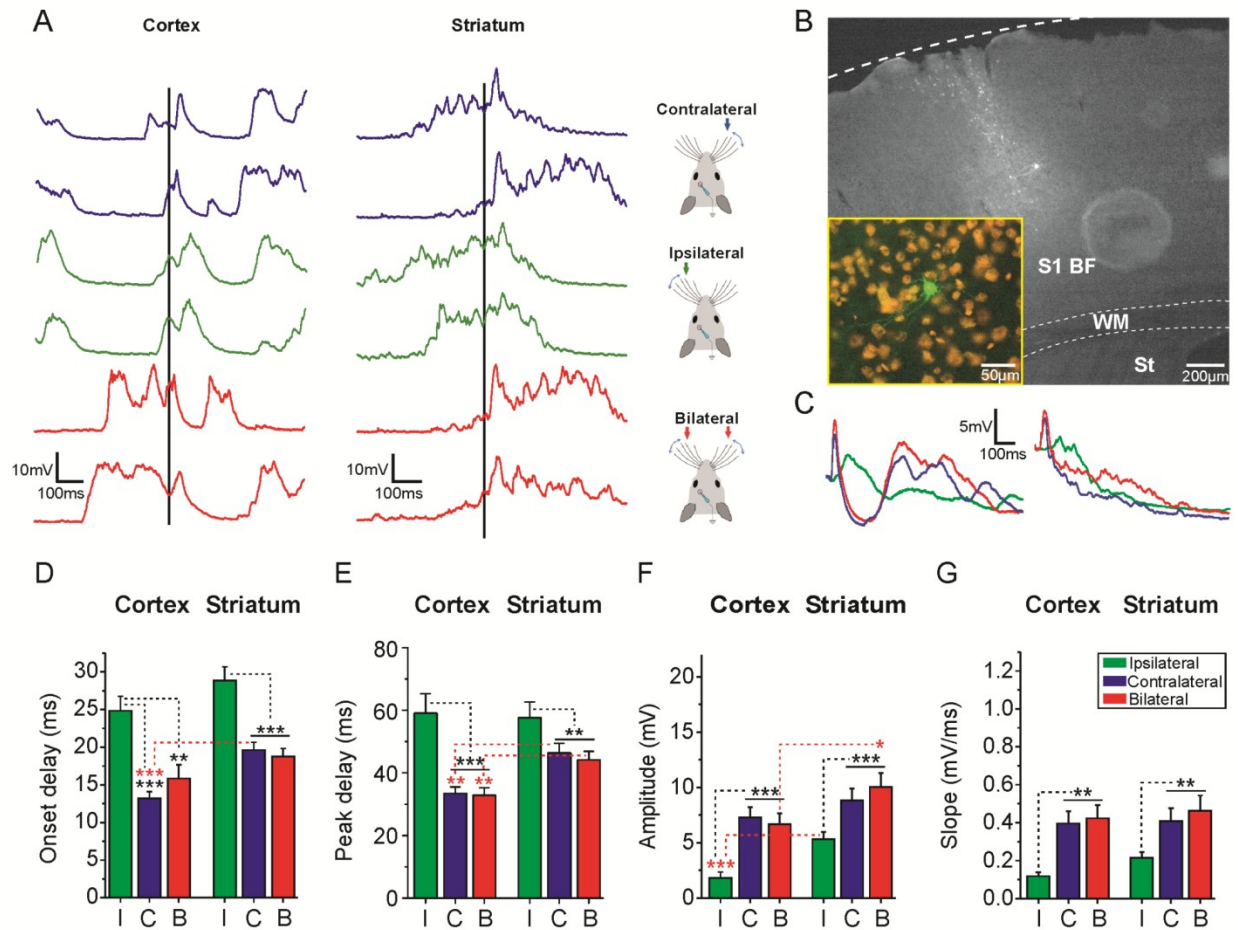 A
Cortex
Striatum
10mV
100ms
10mV
100ms
Contralateral
Ipsilateral
Bilateral
B
S1 BF
WM
St
50µm
200µm
C
5mV
100ms
D
Cortex Striatum
Onset delay (ms)
30
25
20
15
10
5
0
***
***
**
***
I C B I C B
E
Cortex Striatum
Peak delay (ms)
80
60
40
20
0
***
** **
**
I C B I C B
F
Cortex Striatum
Amplitude (mV)
20
15
10
5
0
***
***
*
***
I C B I C B
G
Cortex Striatum
Slope (mV/ms)
1.2
1.0
0.8
0.6
0.4
0.2
0.0
**
**
Ipsilateral
Contralateral
Bilateral
I C B I C B